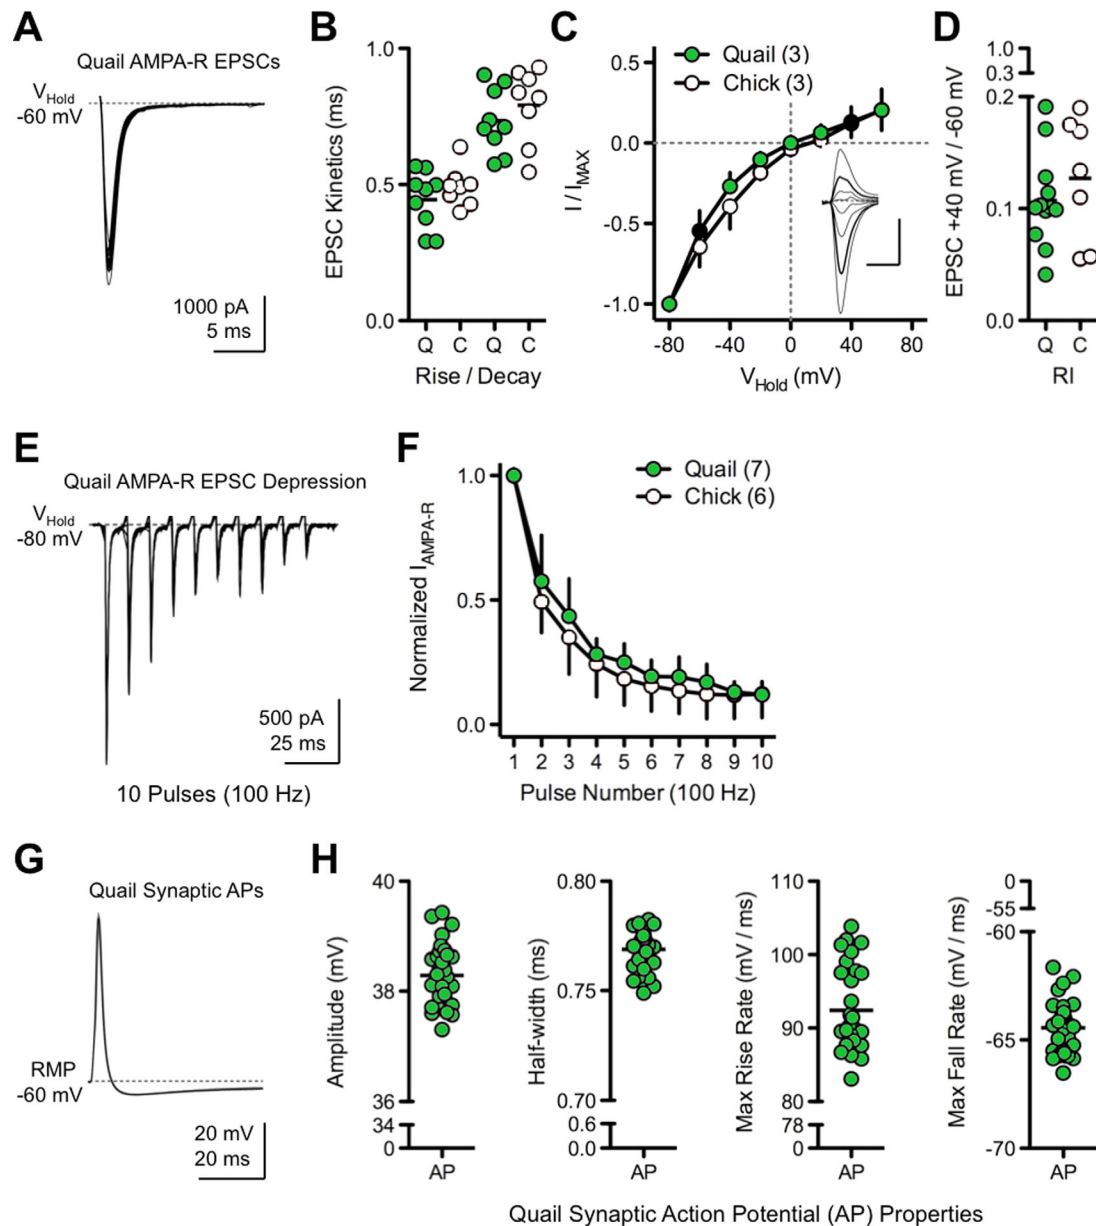 A
Quail AMPA-R EPSCs
V_Hold
-60 mV
1000 pA
5 ms
B
EPSC Kinetics (ms)
1.0
0.5
0.0
Q C Q C
Rise / Decay
C
Quail (3)
Chick (3)
I / I_MAX
0.5
0.0
-0.5
-1.0
-80 -40 0 40 80
V_Hold (mV)
D
EPSC +40 mV / -60 mV
1.0
0.3
0.2
0.1
0.0
Q C
RI
E
Quail AMPA-R EPSC Depression
V_Hold
-80 mV
500 pA
25 ms
10 Pulses (100 Hz)
F
Quail (7)
Chick (6)
Normalized I_AMPA-R
1.0
0.5
0.0
1 2 3 4 5 6 7 8 9 10
Pulse Number (100 Hz)
G
Quail Synaptic APs
RMP
-60 mV
20 mV
20 ms
H
Amplitude (mV)
40
38
36
34
0
AP
Half-width (ms)
0.80
0.75
0.70
0.6
0.0
AP
Max Rise Rate (mV / ms)
110
100
90
80
78
0
AP
Max Fall Rate (mV / ms)
0
-55
-60
-65
-70
AP
Quail Synaptic Action Potential (AP) Properties